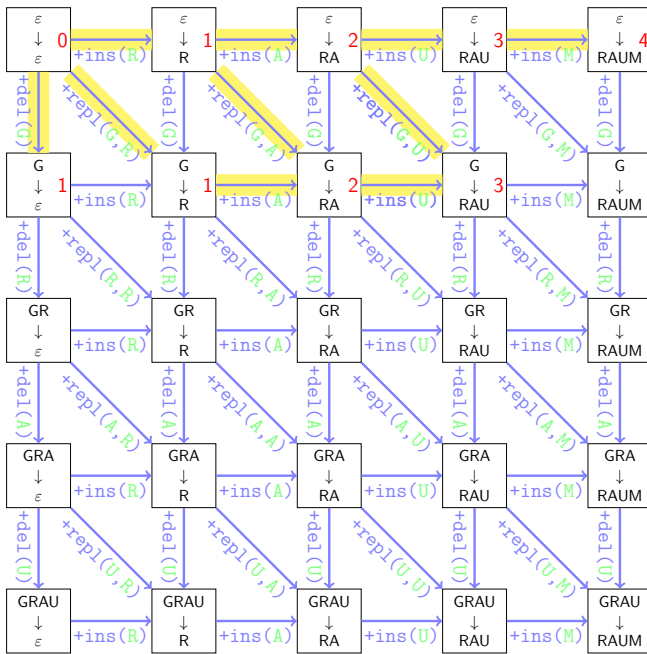 ε ε ε ε ε
↓ 0 ↓ 1 ↓ 2 ↓ 3 ↓ 4
ε +ins(R) R +ins(A) RA +ins(U) RAU +ins(M) RAUM
+del(G) +repl(G,R) +del(G) +repl(G,A) +del(G) +repl(G,U) +del(G) +repl(G,M) +del(G)
G G G G G
↓ 1 ↓ 1 ↓ 2 ↓ 3 ↓
ε +ins(R) R +ins(A) RA +ins(U) RAU +ins(M) RAUM
+del(R) +repl(R,R) +del(R) +repl(R,A) +del(R) +repl(R,U) +del(R) +repl(R,M) +del(R)
GR GR GR GR GR
↓ ↓ ↓ ↓ ↓
ε +ins(R) R +ins(A) RA +ins(U) RAU +ins(M) RAUM
+del(A) +repl(A,R) +del(A) +repl(A,A) +del(A) +repl(A,U) +del(A) +repl(A,M) +del(A)
GRA GRA GRA GRA GRA
↓ ↓ ↓ ↓ ↓
ε +ins(R) R +ins(A) RA +ins(U) RAU +ins(M) RAUM
+del(U) +repl(U,R) +del(U) +repl(U,A) +del(U) +repl(U,U) +del(U) +repl(U,M) +del(U)
GRAU GRAU GRAU GRAU GRAU
↓ ↓ ↓ ↓ ↓
ε +ins(R) R +ins(A) RA +ins(U) RAU +ins(M) RAUM